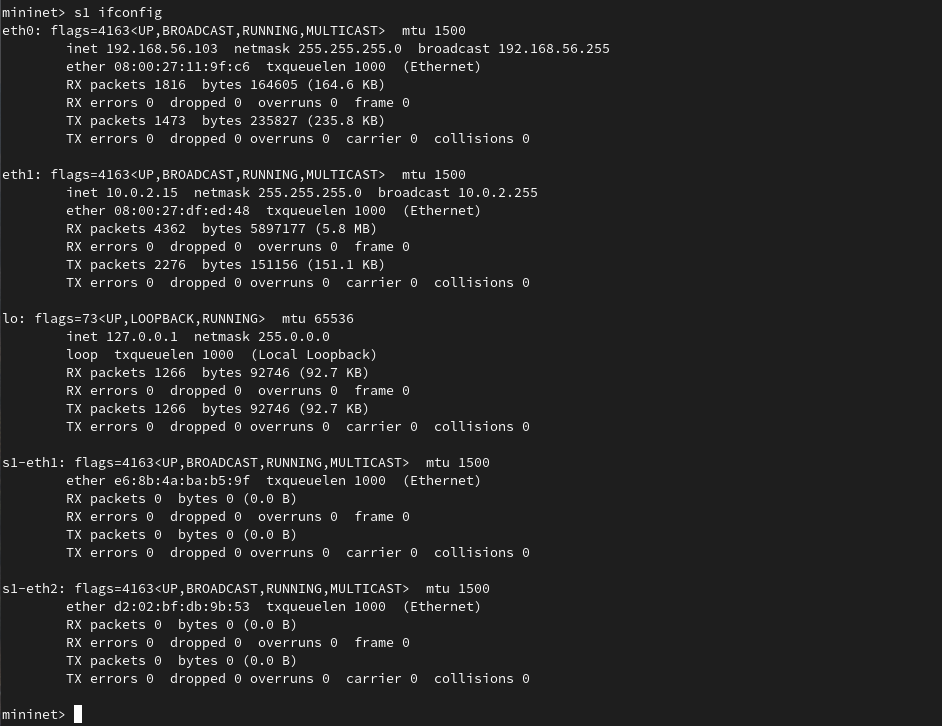 mininet> s1 ifconfig
eth0: flags=4163<UP,BROADCAST,RUNNING,MULTICAST>  mtu 1500
        inet 192.168.56.103  netmask 255.255.255.0  broadcast 192.168.56.255
        ether 08:00:27:11:9f:c6  txqueuelen 1000  (Ethernet)
        RX packets 1816  bytes 164605 (164.6 KB)
        RX errors 0  dropped 0  overruns 0  frame 0
        TX packets 1473  bytes 235827 (235.8 KB)
        TX errors 0  dropped 0 overruns 0  carrier 0  collisions 0

eth1: flags=4163<UP,BROADCAST,RUNNING,MULTICAST>  mtu 1500
        inet 10.0.2.15  netmask 255.255.255.0  broadcast 10.0.2.255
        ether 08:00:27:df:ed:48  txqueuelen 1000  (Ethernet)
        RX packets 4362  bytes 5897177 (5.8 MB)
        RX errors 0  dropped 0  overruns 0  frame 0
        TX packets 2276  bytes 151156 (151.1 KB)
        TX errors 0  dropped 0 overruns 0  carrier 0  collisions 0

lo: flags=73<UP,LOOPBACK,RUNNING>  mtu 65536
        inet 127.0.0.1  netmask 255.0.0.0
        loop  txqueuelen 1000  (Local Loopback)
        RX packets 1266  bytes 92746 (92.7 KB)
        RX errors 0  dropped 0  overruns 0  frame 0
        TX packets 1266  bytes 92746 (92.7 KB)
        TX errors 0  dropped 0 overruns 0  carrier 0  collisions 0

s1-eth1: flags=4163<UP,BROADCAST,RUNNING,MULTICAST>  mtu 1500
        ether e6:8b:4a:ba:b5:9f  txqueuelen 1000  (Ethernet)
        RX packets 0  bytes 0 (0.0 B)
        RX errors 0  dropped 0  overruns 0  frame 0
        TX packets 0  bytes 0 (0.0 B)
        TX errors 0  dropped 0 overruns 0  carrier 0  collisions 0

s1-eth2: flags=4163<UP,BROADCAST,RUNNING,MULTICAST>  mtu 1500
        ether d2:02:bf:db:9b:53  txqueuelen 1000  (Ethernet)
        RX packets 0  bytes 0 (0.0 B)
        RX errors 0  dropped 0  overruns 0  frame 0
        TX packets 0  bytes 0 (0.0 B)
        TX errors 0  dropped 0 overruns 0  carrier 0  collisions 0

mininet>